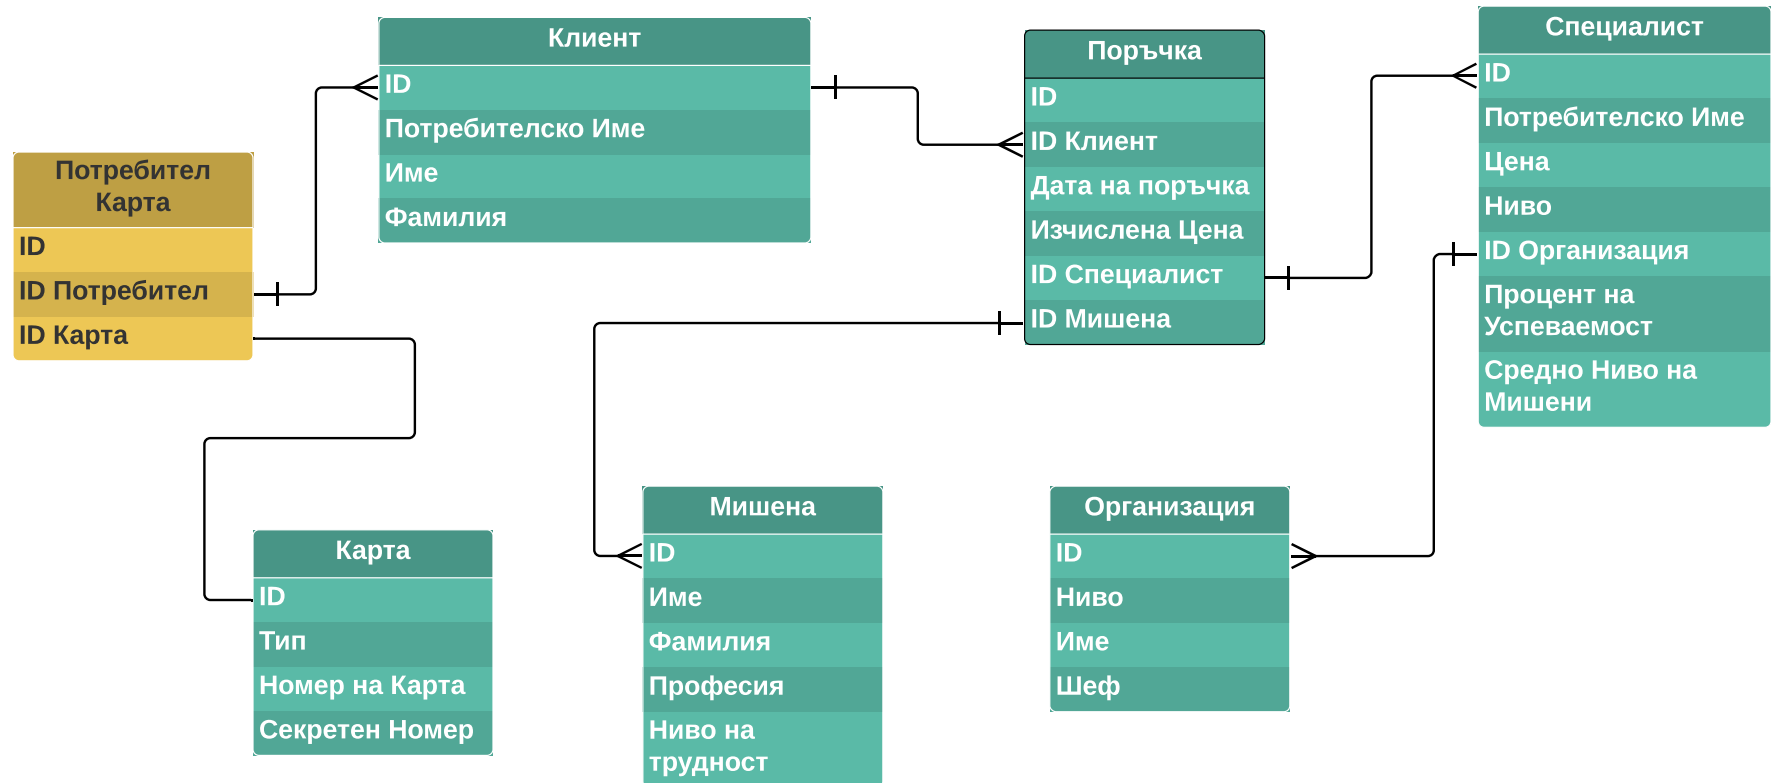 Потребител
Карта
ID
ID Потребител
ID Карта
Клиент
ID
Потребителско Име
Име
Фамилия
Поръчка
ID
ID Клиент
Дата на поръчка
Изчислена Цена
ID Специалист
ID Мишена
Специалист
ID
Потребителско Име
Цена
Ниво
ID Организация
Процент на
Успеваемост
Средно Ниво на
Мишени
Карта
ID
Тип
Номер на Карта
Секретен Номер
Мишена
ID
Име
Фамилия
Професия
Ниво на
трудност
Организация
ID
Ниво
Име
Шеф